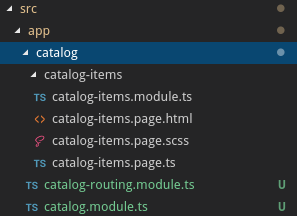 src
app
catalog
catalog-items
TS catalog-items.module.ts
<> catalog-items.page.html
catalog-items.page.scss
TS catalog-items.page.ts
TS catalog-routing.module.ts U
TS catalog.module.ts U